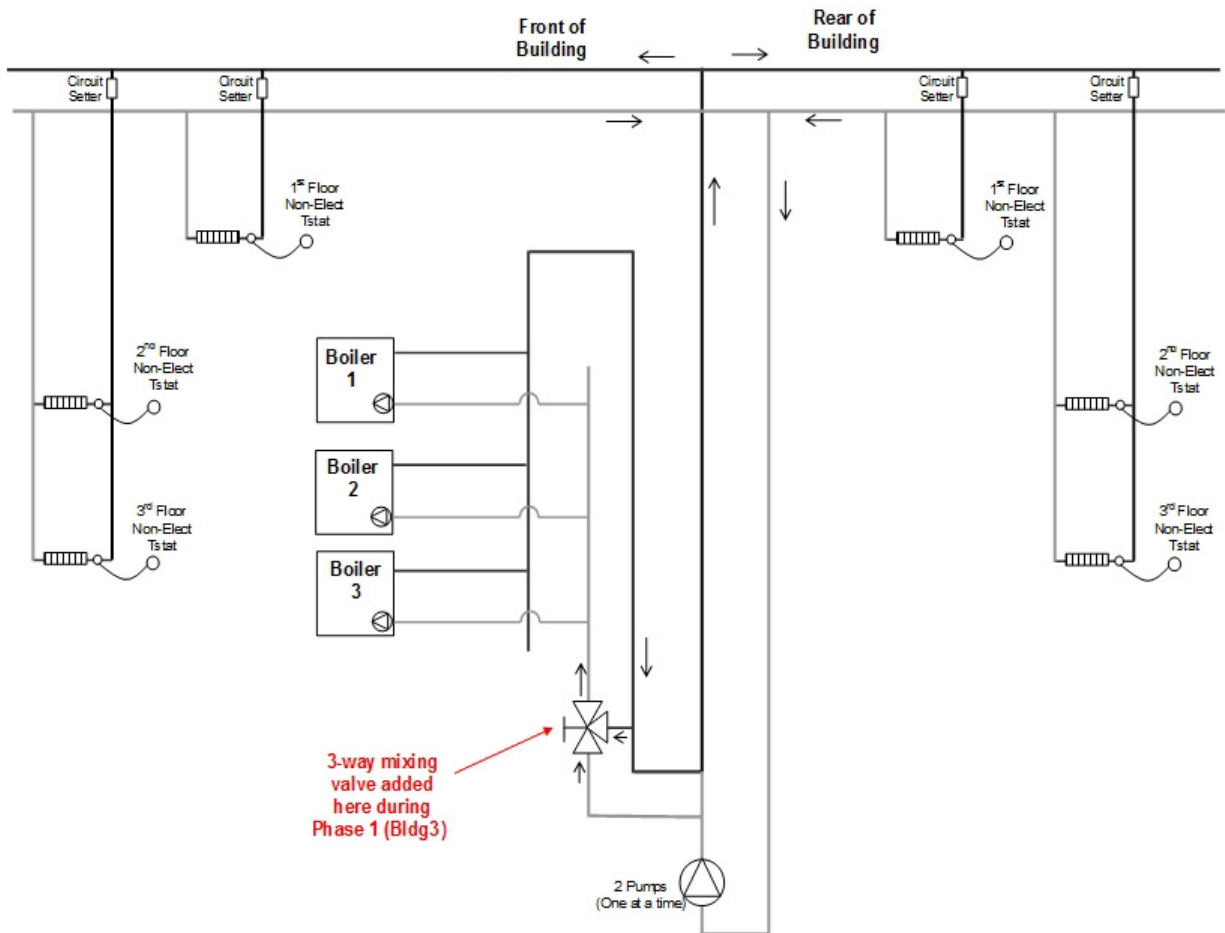 Front of
Building
Rear of
Building
Circuit
Setter
Circuit
Setter
Circuit
Setter
Circuit
Setter
1st Floor
Non-Elect
Tstat
1st Floor
Non-Elect
Tstat
Boiler
1
2nd Floor
Non-Elect
Tstat
2nd Floor
Non-Elect
Tstat
Boiler
2
3rd Floor
Non-Elect
Tstat
3rd Floor
Non-Elect
Tstat
Boiler
3
3-way mixing
valve added
here during
Phase 1 (Bldg3)
2 Pumps
(One at a time)